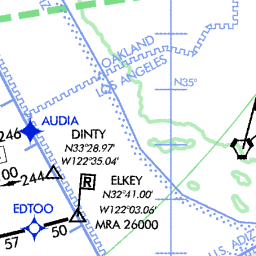 OAKLAND
LOS ANGELES
N35°
AUDIA
246
DINTY
N33°28.97'
W122°35.04'
00
244
R
ELKEY
N32°41.00'
W122°03.06'
MRA 26000
EDTOO
57
50
U.S. ADIZ